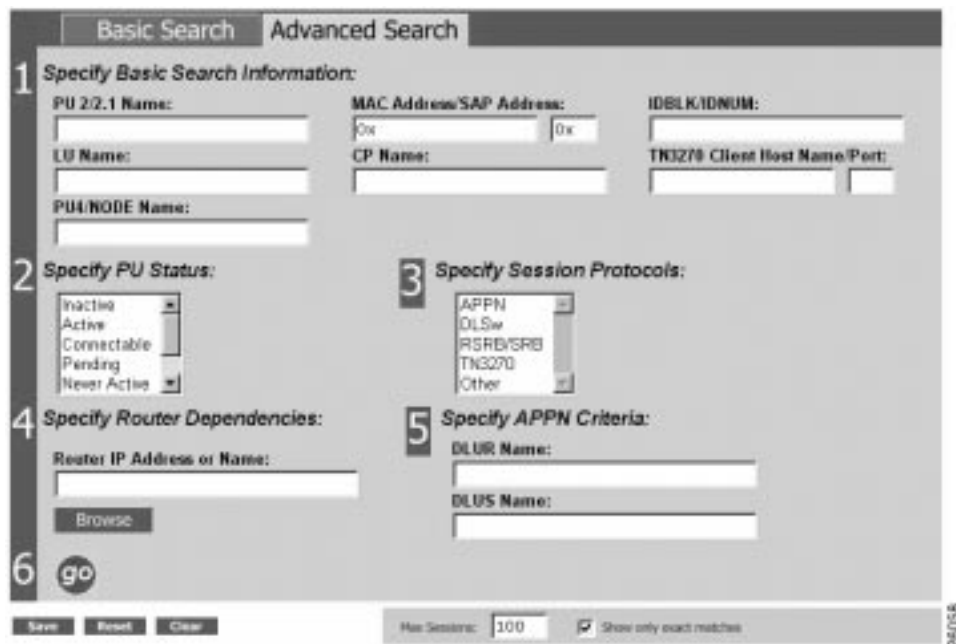 Basic Search Advanced Search
1 Specify Basic Search Information:
PU 2/2.1 Name: MAC Address/SAP Address: IDBLK/IDNUM:
0x 0x
LU Name: CP Name: TN3270 Client Host Name/Port:
PU4/NODE Name:
2 Specify PU Status: 3 Specify Session Protocols:
Inactive APPN
Active DLSw
Connectable RSRB/SRB
Pending TN3270
Never Active Other
4 Specify Router Dependencies: 5 Specify APPN Criteria:
Router IP Address or Name: DLUR Name:
Browse DLUS Name:
6 go
Save Reset Clear Max Sessions: 100 Show only exact matches